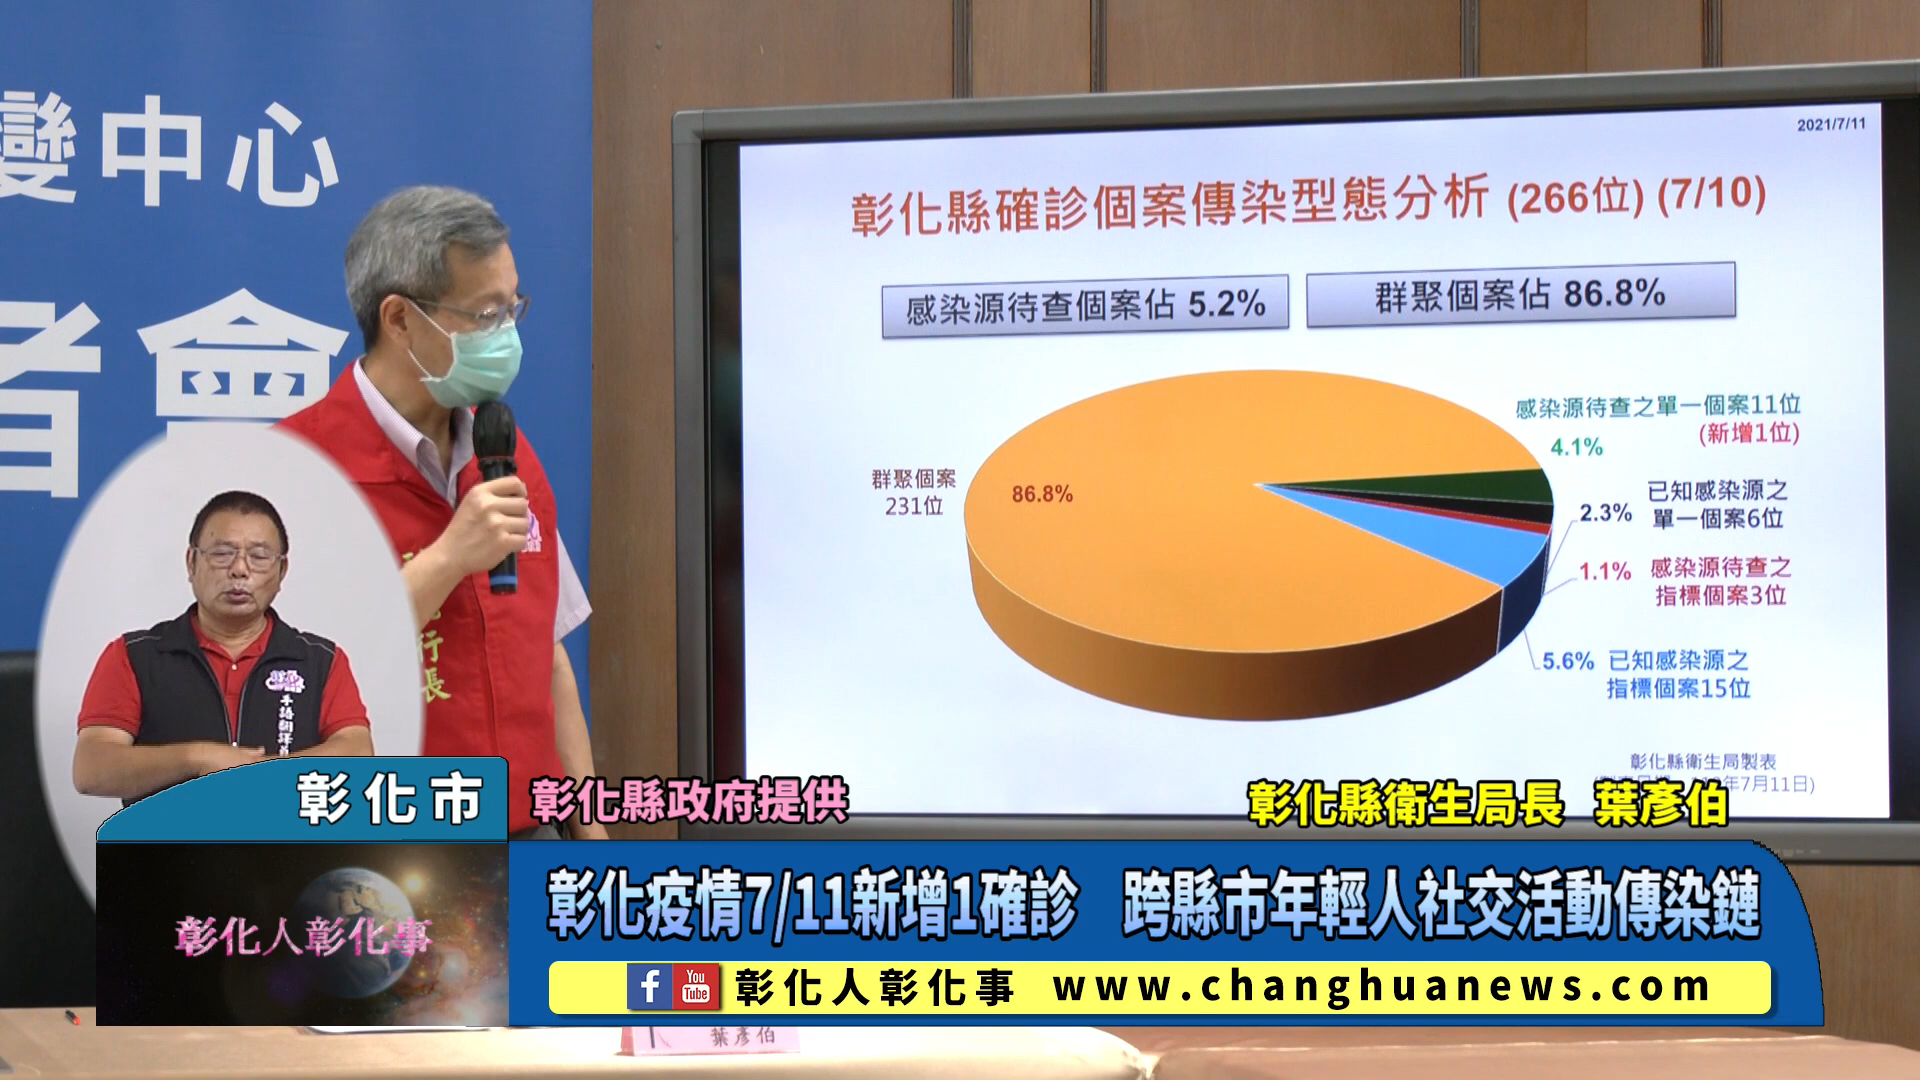 變中心
者會
2021/7/11
彰化縣確診個案傳染型態分析 (266位) (7/10)
感染源待查個案佔 5.2%
群聚個案佔 86.8%
感染源待查之單一個案11位
(新增1位)
4.1%
群聚個案
231位
86.8%
已知感染源之
單一個案6位
2.3%
感染源待查之
指標個案3位
1.1%
已知感染源之
指標個案15位
5.6%
彰化縣衛生局製表
年7月11日)
行長
手語翻譯員
彰化市
彰化縣政府提供
彰化縣衛生局長 葉彥伯
彰化人彰化事
彰化疫情7/11新增1確診 跨縣市年輕人社交活動傳染鏈
f You Tube 彰化人彰化事 www.changhuanews.com
葉彥伯